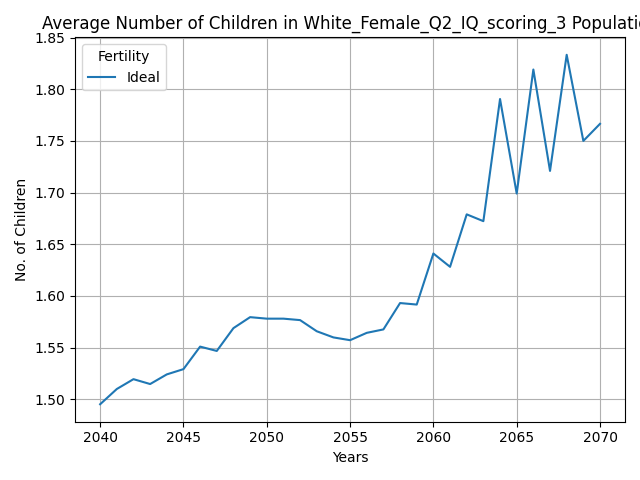 Average Number of Children in White_Female_Q2_IQ_scoring_3 Populatio
1.85
Fertility
Ideal
1.80
1.75
1.70
1.65
1.60
1.55
1.50
No. of Children
2040 2045 2050 2055 2060 2065 2070
Years